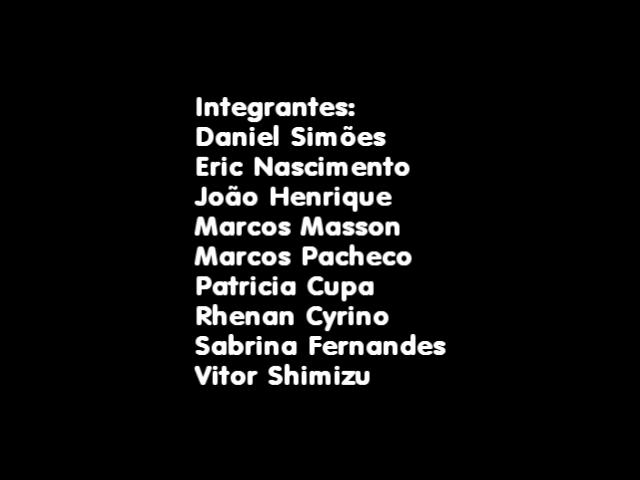 Integrantes:
Daniel Simões
Eric Nascimento
João Henrique
Marcos Masson
Marcos Pacheco
Patricia Cupa
Rhenan Cyrino
Sabrina Fernandes
Vitor Shimizu